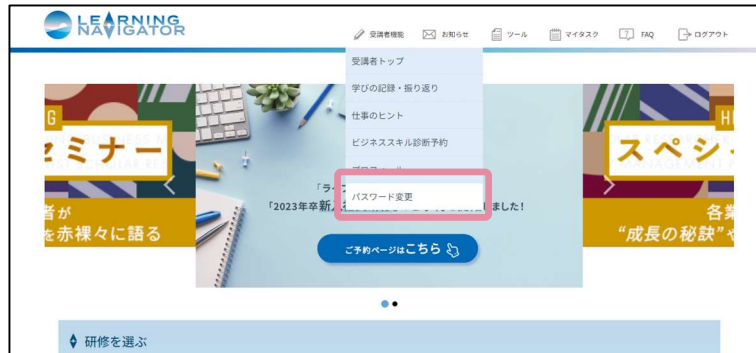 LEARNING
NAVIGATOR
受講者機能 お知らせ ツール マイタスク FAQ ログアウト
受講者トップ
学びの記録・振り返り
仕事のヒント
ビジネススキル診断予約
パスワード変更
ミナー
者が
を赤裸々に語る
「2023年卒新
ました!
ご予約ページはこちら
スペシ
各業
“成長の秘訣”や
研修を選ぶ